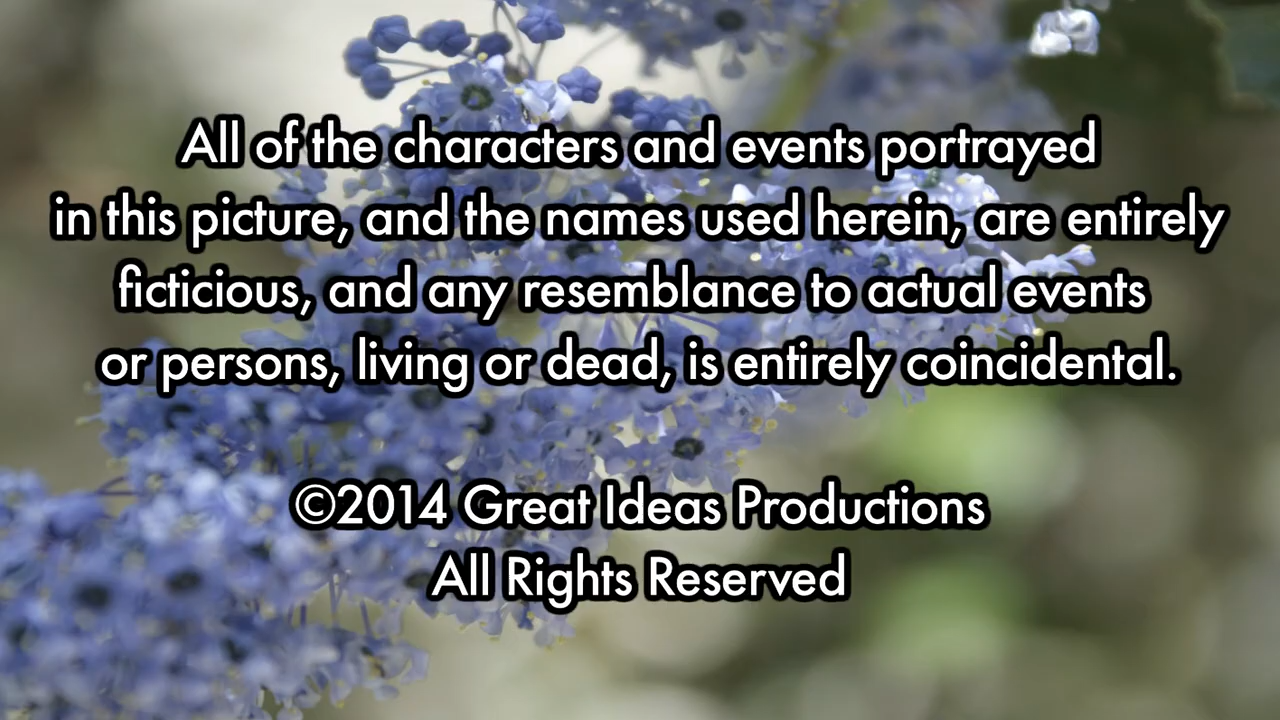 All of the characters and events portrayed
in this picture, and the names used herein, are entirely
ficticious, and any resemblance to actual events
or persons, living or dead, is entirely coincidental.
©2014 Great Ideas Productions
All Rights Reserved